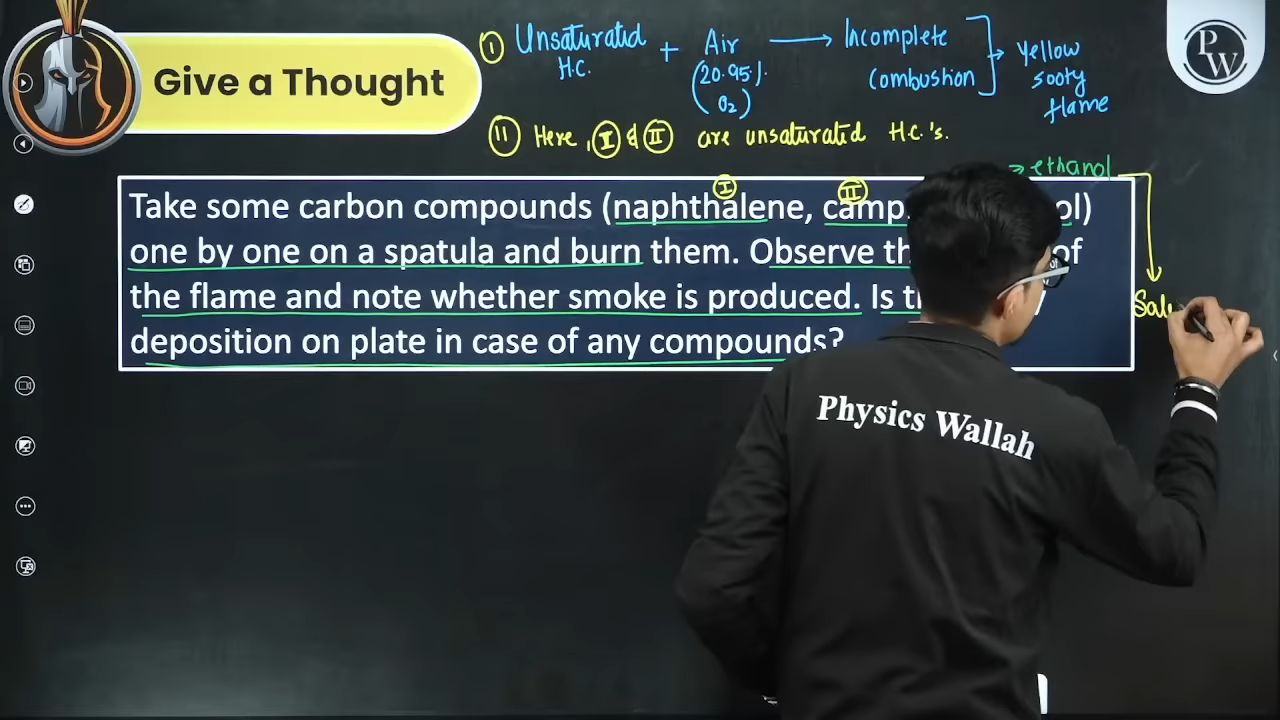 Give a Thought
① Unsaturated + Air → Incomplete
H.C. (20.95%. Combustion → Yellow
(O₂) sooty
flame
⑪ Here, Ⓘ & Ⓘ Ⓘ are unsaturated H.C.'s.
→ ethanol
I II
Take some carbon compounds (naphthalene, camp ol)
one by one on a spatula and burn them. Observe th of
the flame and note whether smoke is produced. Is
deposition on plate in case of any compounds?
Physics Wallah
PW